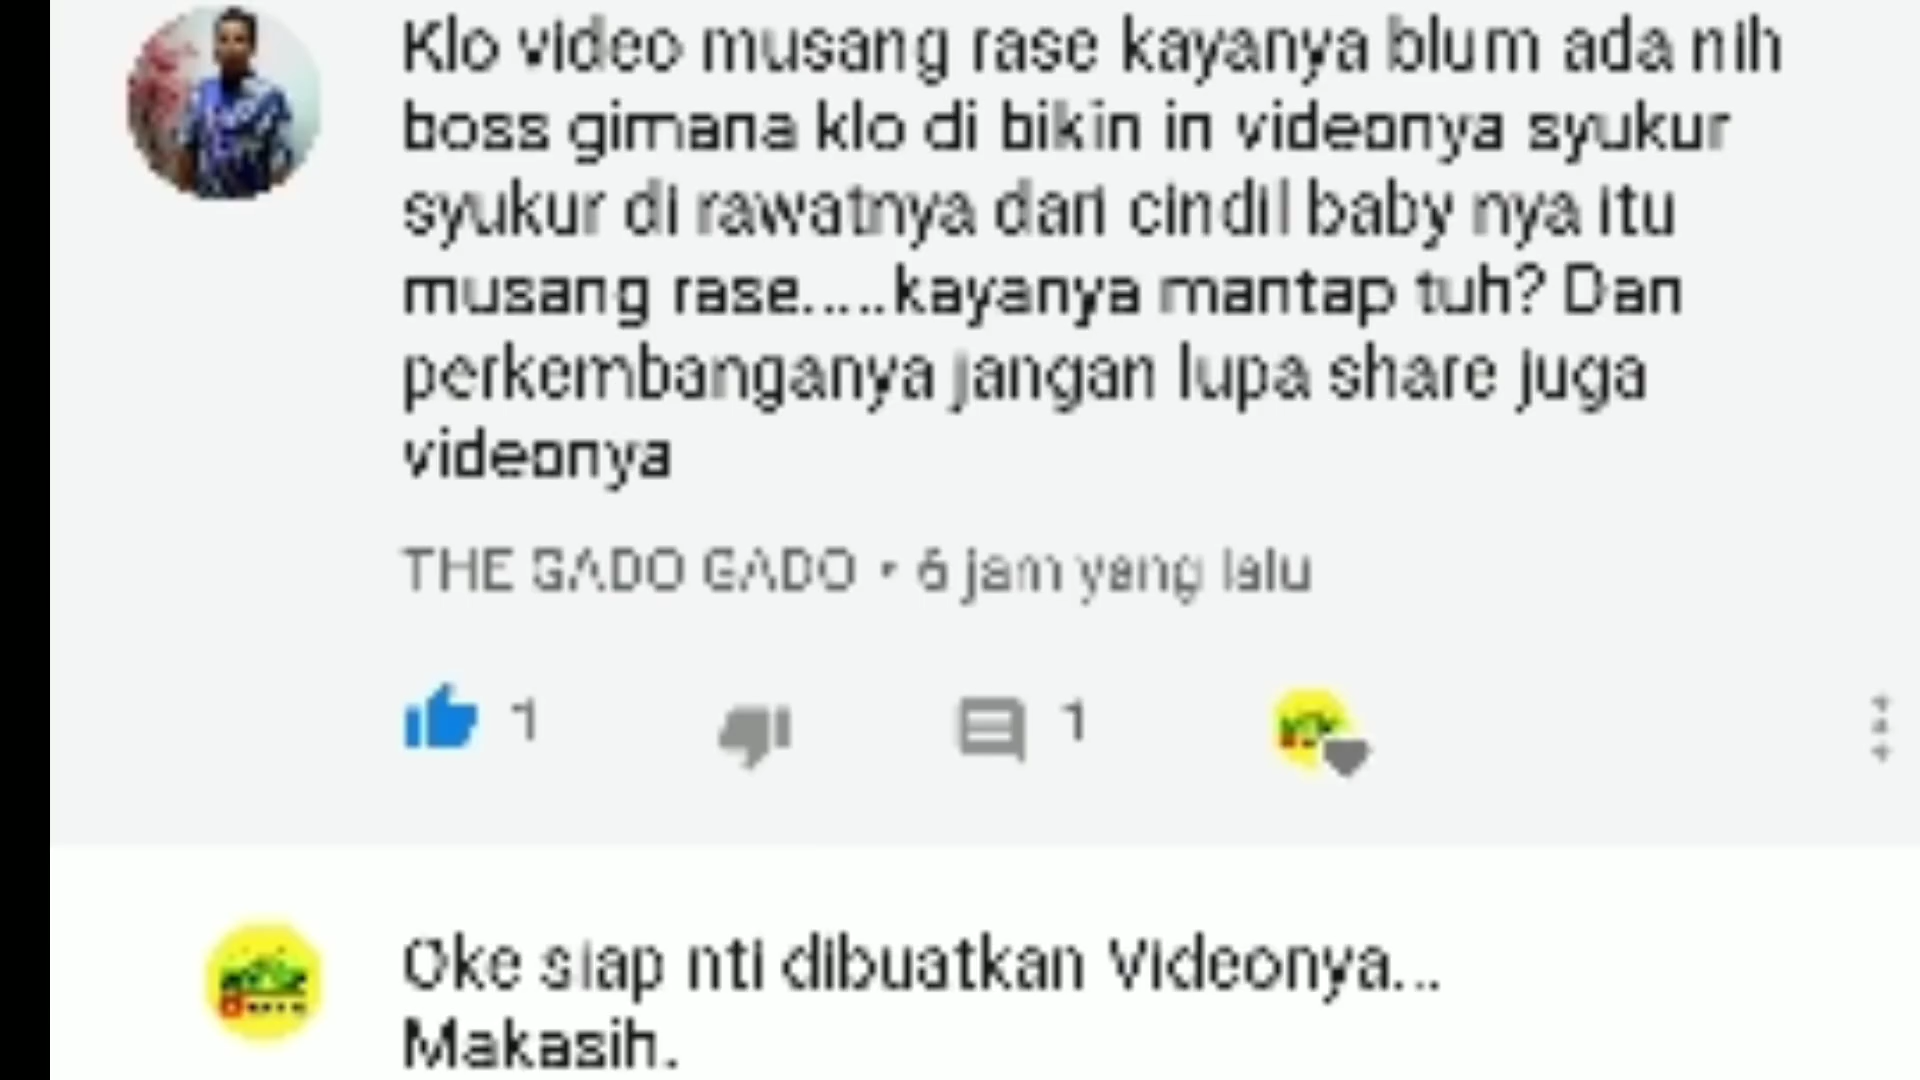 Klo video musang rase kayanya blum ada nih
boss gimana klo di bikin in videonya syukur
syukur di rawatnya dari cindil baby nya itu
musang rase.....kayanya mantap tuh? Dan
perkembanganya jangan lupa share juga
videonya
THE GADO GADO • 6 jam yang lalu
1
1
Oke siap nti dibuatkan Videonya...
Makasih.